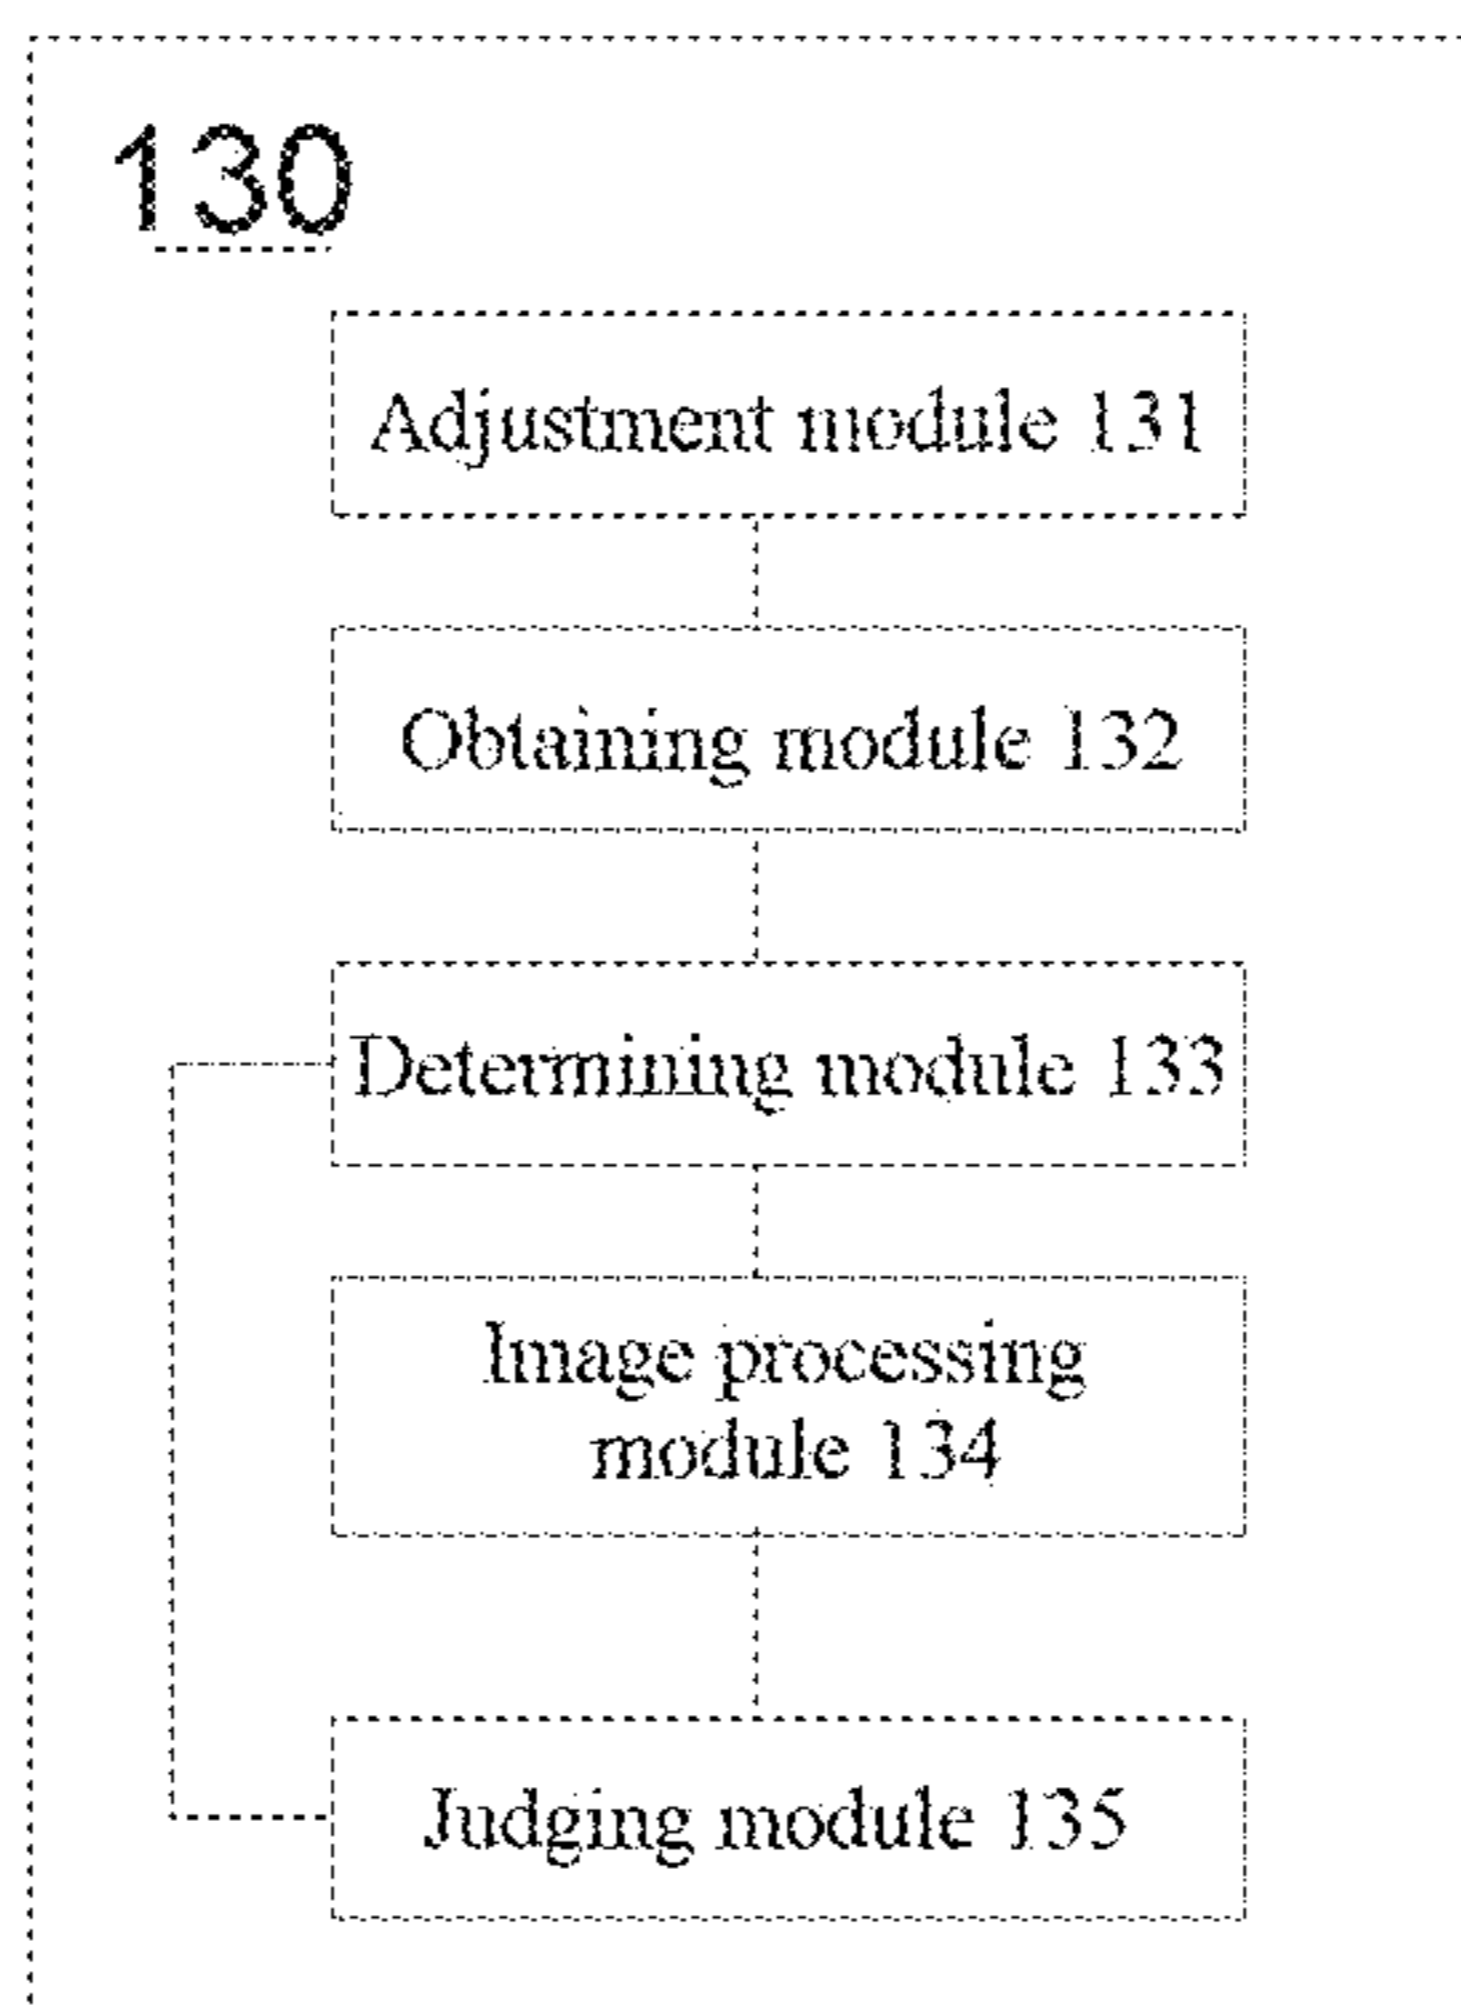 130
Adjustment module 131
Obtaining module 132
Determining module 133
Image processing
module 134
Judging module 135